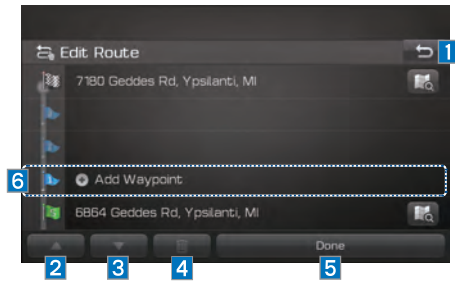 Edit Route
1
7180 Geddes Rd, Ypsilanti, MI
6
Add Waypoint
6864 Geddes Rd, Ypsilanti, MI
Done
2
3
4
5